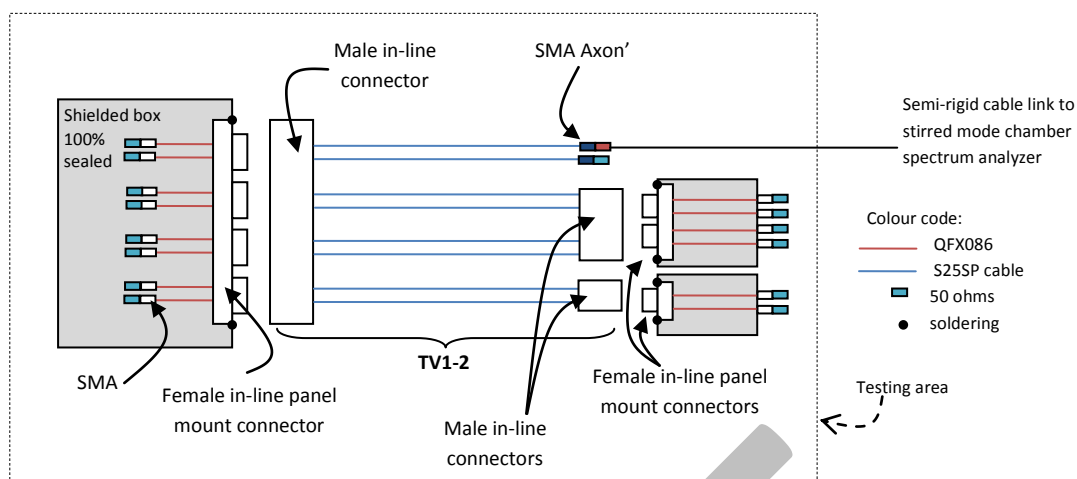 Male in-line
connector
SMA Axon’
Shielded box
100%
sealed
Semi-rigid cable link to
stirred mode chamber
spectrum analyzer
Colour code:
QFX086
S25SP cable
50 ohms
soldering
TV1-2
SMA
Female in-line panel
mount connector
Male in-line
connectors
Female in-line panel
mount connectors
Testing area